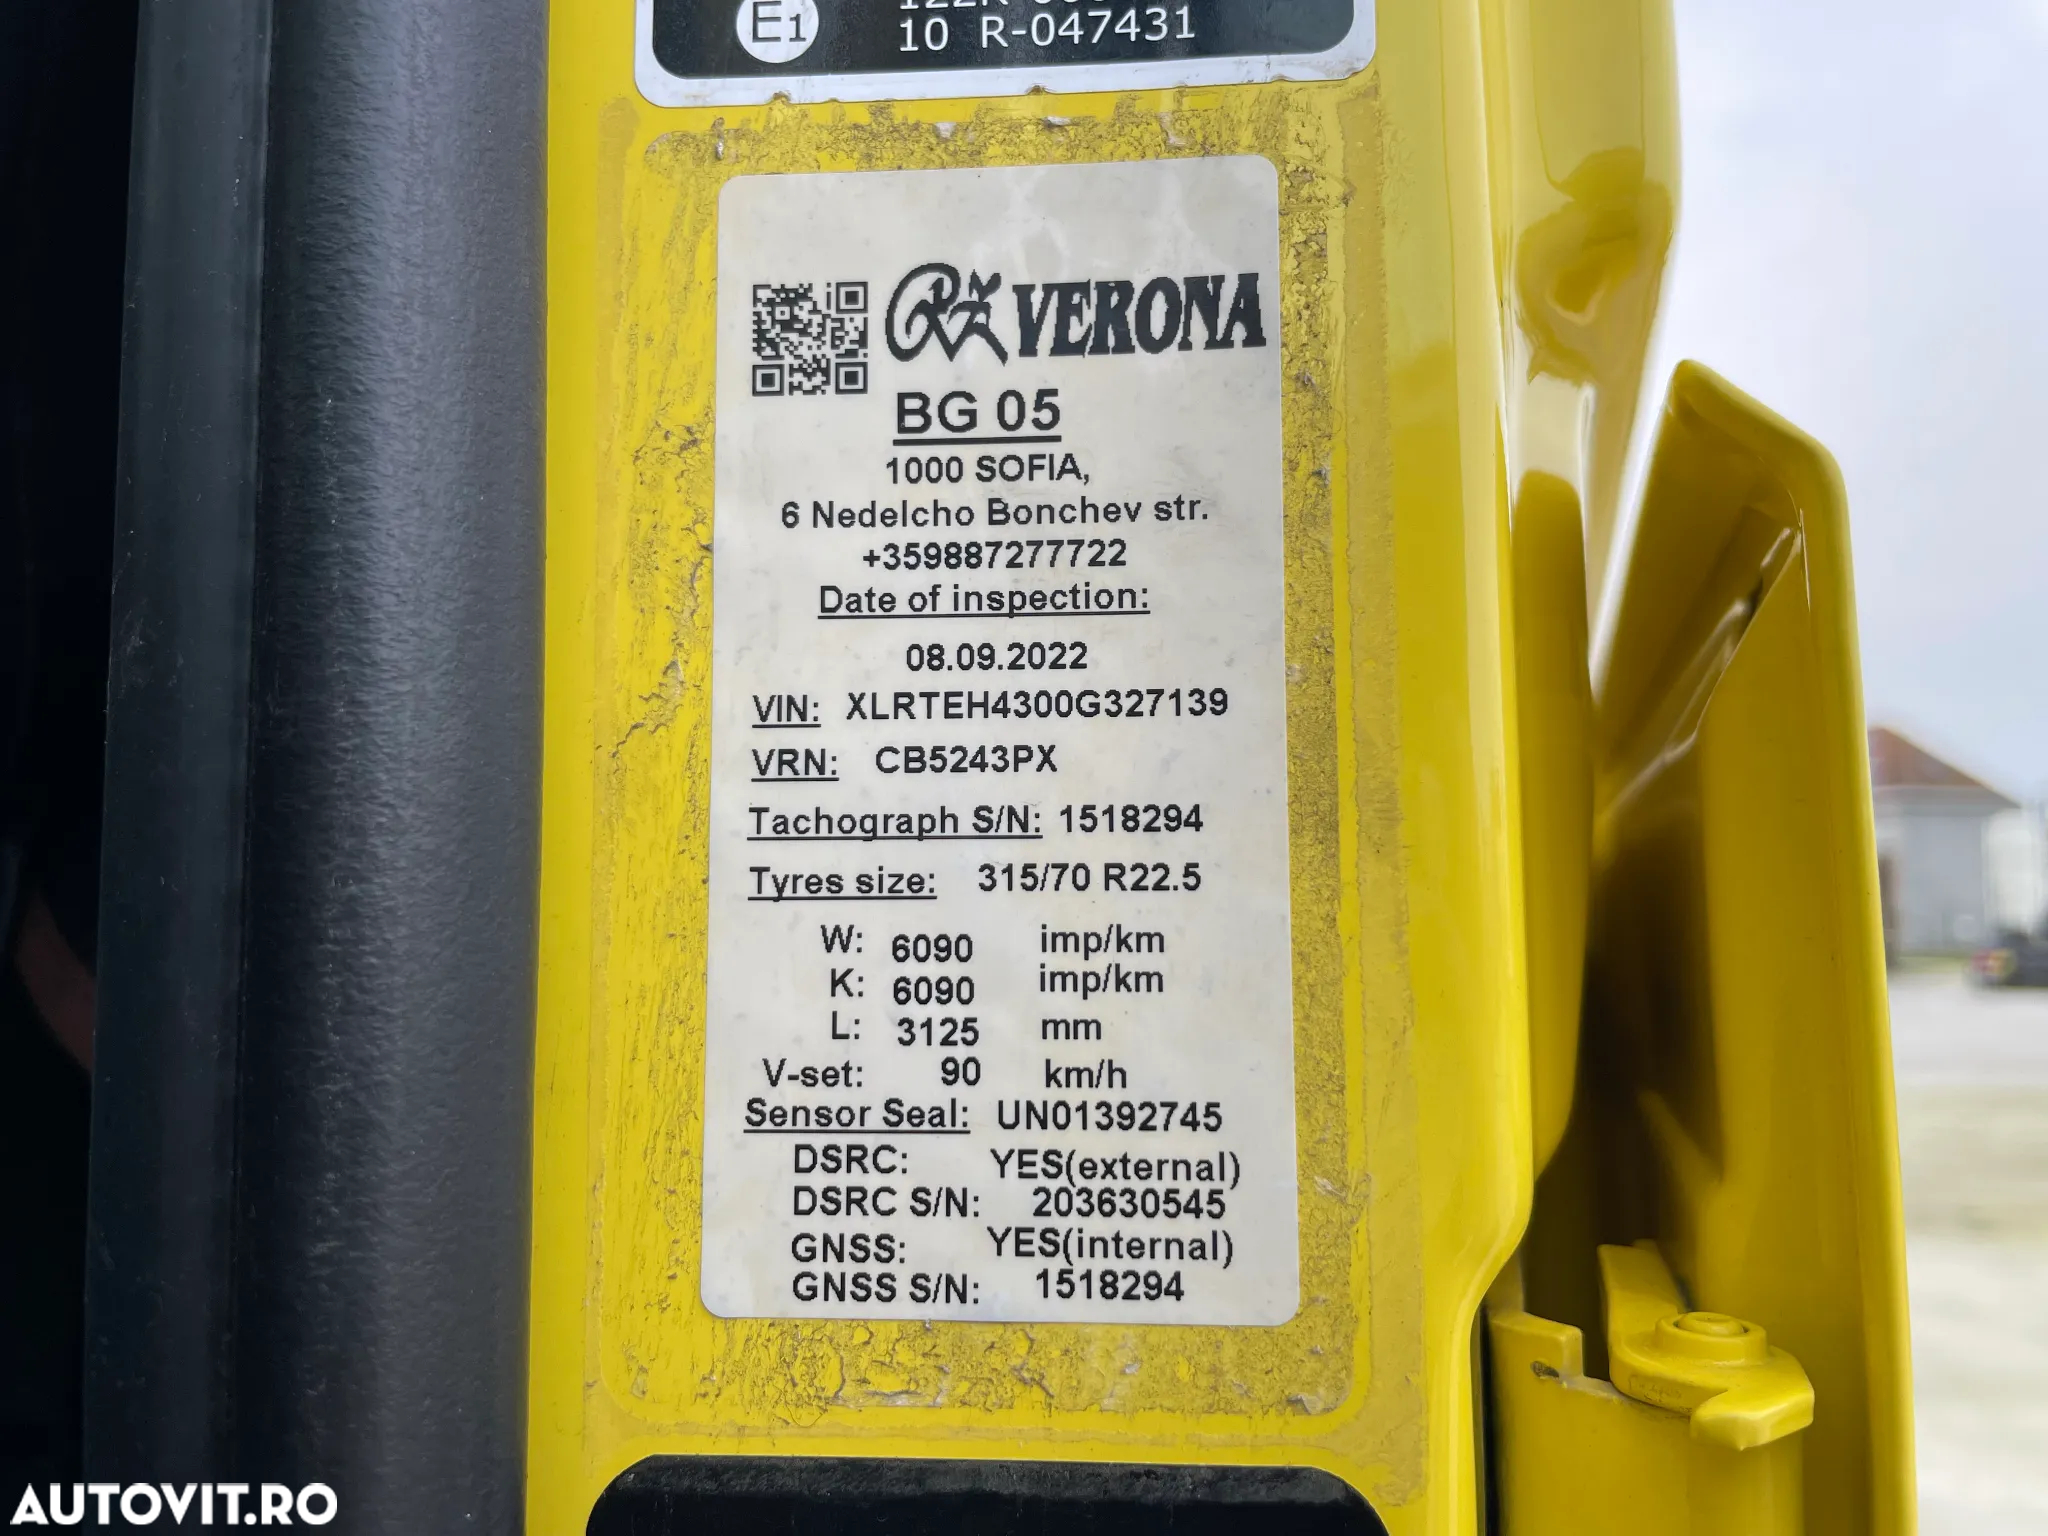 E1
10 R-047431
RŽ VERONA
BG 05
1000 SOFIA,
6 Nedelcho Bonchev str.
+359887277722
Date of inspection:
08.09.2022
VIN: XLRTEH4300G327139
VRN: CB5243PX
Tachograph S/N: 1518294
Tyres size: 315/70 R22.5
W: 6090 imp/km
K: 6090 imp/km
L: 3125 mm
V-set: 90 km/h
Sensor Seal: UN01392745
DSRC: YES(external)
DSRC S/N: 203630545
GNSS: YES(internal)
GNSS S/N: 1518294
AUTOVIT.RO